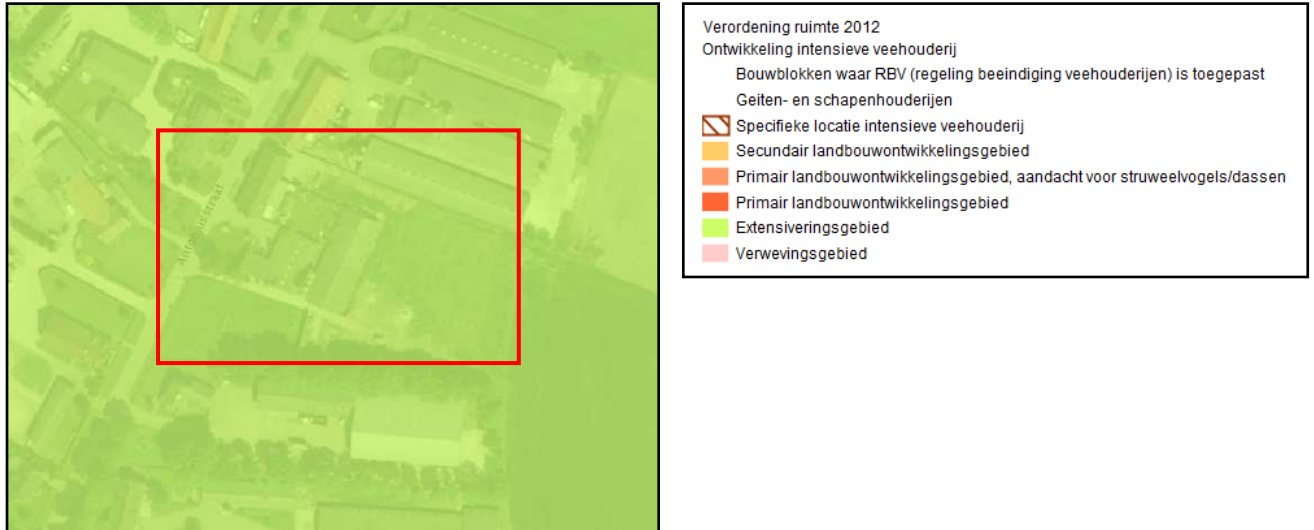 Antoniusstraat
Verordening ruimte 2012
Ontwikkeling intensieve veehouderij
Bouwblokken waar RBV (regeling beeindiging veehouderijen) is toegepast
Geiten- en schapenhouderijen
Specifieke locatie intensieve veehouderij
Secundair landbouwontwikkelingsgebied
Primair landbouwontwikkelingsgebied, aandacht voor struweelvogels/dassen
Primair landbouwontwikkelingsgebied
Extensiveringsgebied
Verwevingsgebied